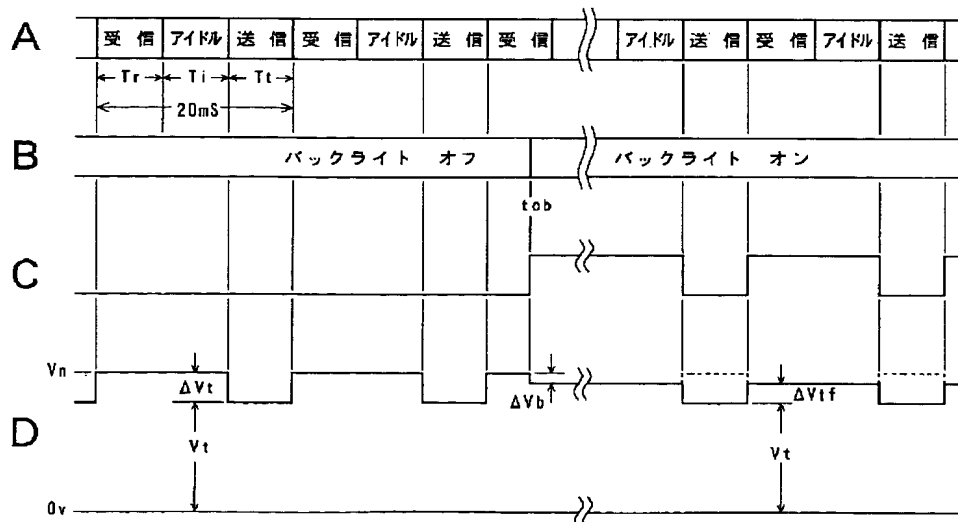 A
受信 アイドル 送信 受信 アイドル 送信 受信 アイドル 送信 受信 アイドル 送信
Tr Ti Tt
20mS
B
バックライト オフ バックライト オン
tob
C
Vn
ΔVt ΔVb ΔVtf
D
Vt Vt
0v